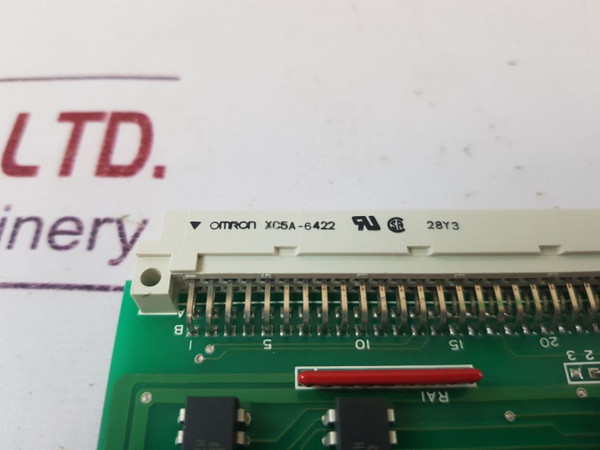 LTD.
inery
▼ OMRON XC5A-6422 28Y3
A
B
1 5 10 15 20
2 3
RA1